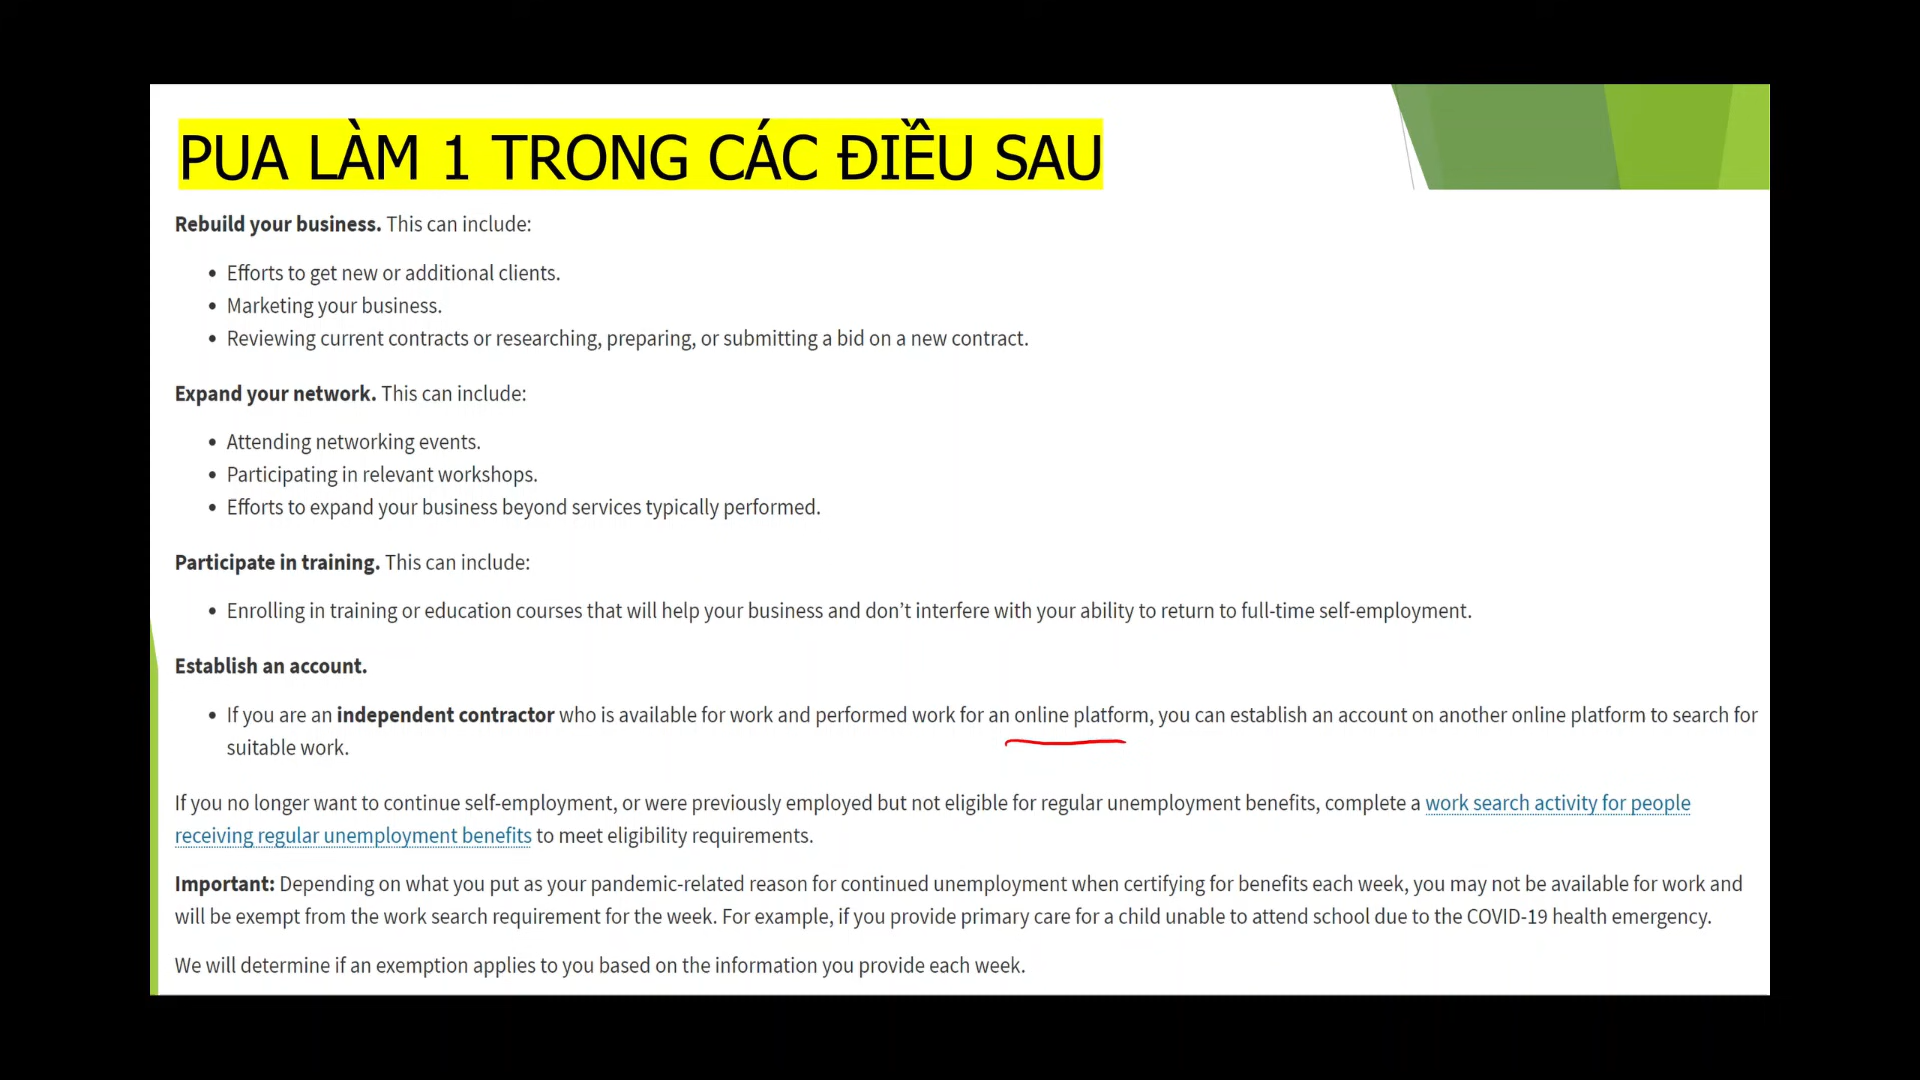 PUA LÀM 1 TRONG CÁC ĐIỀU SAU
Rebuild your business. This can include:
• Efforts to get new or additional clients.
• Marketing your business.
• Reviewing current contracts or researching, preparing, or submitting a bid on a new contract.
Expand your network. This can include:
• Attending networking events.
• Participating in relevant workshops.
• Efforts to expand your business beyond services typically performed.
Participate in training. This can include:
• Enrolling in training or education courses that will help your business and don’t interfere with your ability to return to full-time self-employment.
Establish an account.
• If you are an independent contractor who is available for work and performed work for an online platform, you can establish an account on another online platform to search for
suitable work.
If you no longer want to continue self-employment, or were previously employed but not eligible for regular unemployment benefits, complete a work search activity for people
receiving regular unemployment benefits to meet eligibility requirements.
Important: Depending on what you put as your pandemic-related reason for continued unemployment when certifying for benefits each week, you may not be available for work and
will be exempt from the work search requirement for the week. For example, if you provide primary care for a child unable to attend school due to the COVID-19 health emergency.
We will determine if an exemption applies to you based on the information you provide each week.